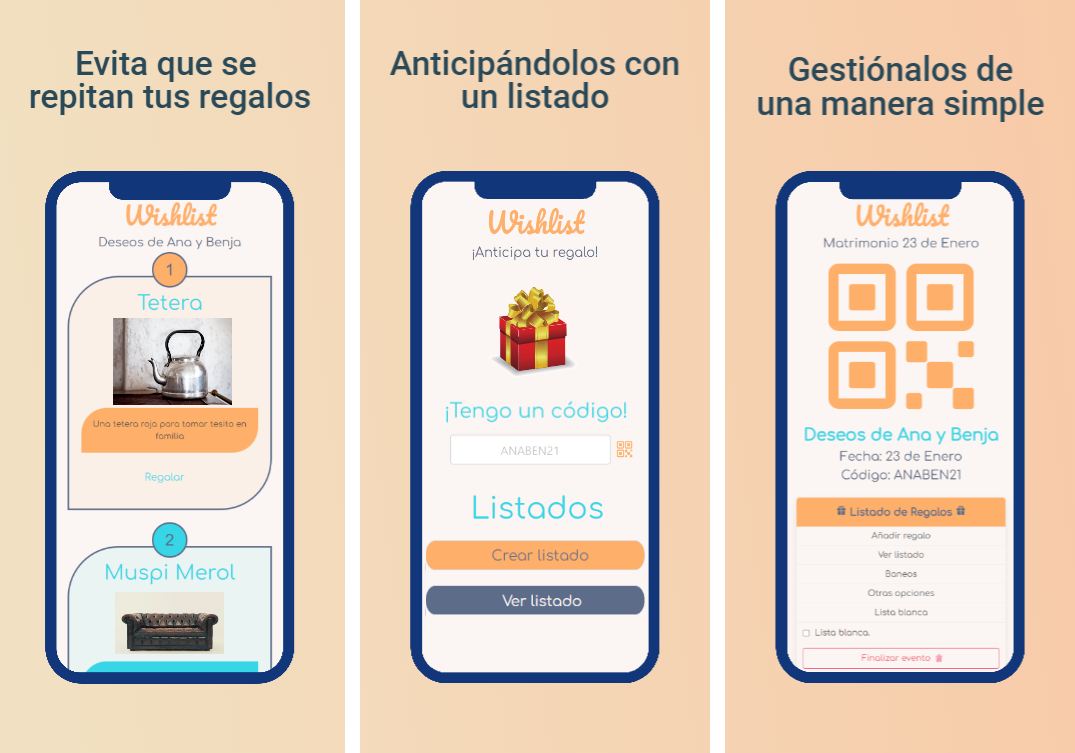 Evita que se
repitan tus regalos
Wishlist
Deseos de Ana y Benja
1
Tetera
Una tetera roja para tomar tesito en
familia
Regalar
2
Muspi Merol
Anticipándolos con
un listado
Wishlist
¡Anticipa tu regalo!
¡Tengo un código!
ANABEN21
Listados
Crear listado
Ver listado
Gestiónalos de
una manera simple
Wishlist
Matrimonio 23 de Enero
Deseos de Ana y Benja
Fecha: 23 de Enero
Código: ANABEN21
Listado de Regalos
Añadir regalo
Ver listado
Baneos
Otras opciones
Lista blanca
Lista blanca.
Finalizar evento